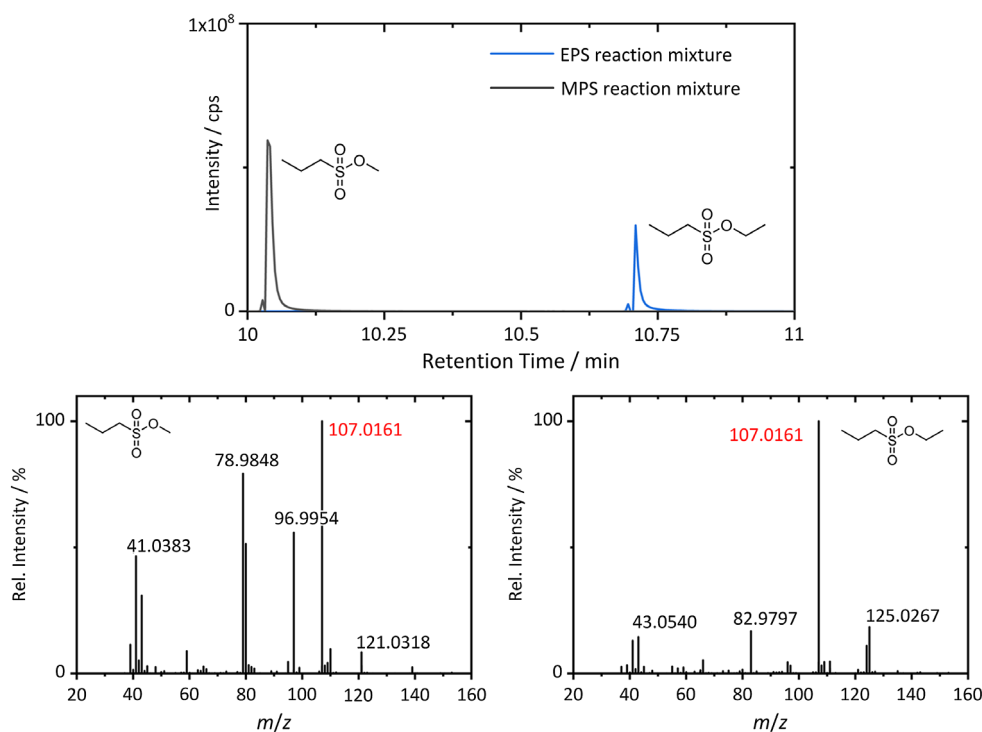 1x10⁸
EPS reaction mixture
MPS reaction mixture
Intensity / cps
O
S
O
O
O
S
O
O
0
10
10.25
10.5
10.75
11
Retention Time / min
100
Rel. Intensity / %
0
O
S
O
O
107.0161
78.9848
96.9954
41.0383
121.0318
20
40
60
80
100
120
140
160
m/z
100
Rel. Intensity / %
0
107.0161
O
S
O
O
43.0540
82.9797
125.0267
20
40
60
80
100
120
140
160
m/z